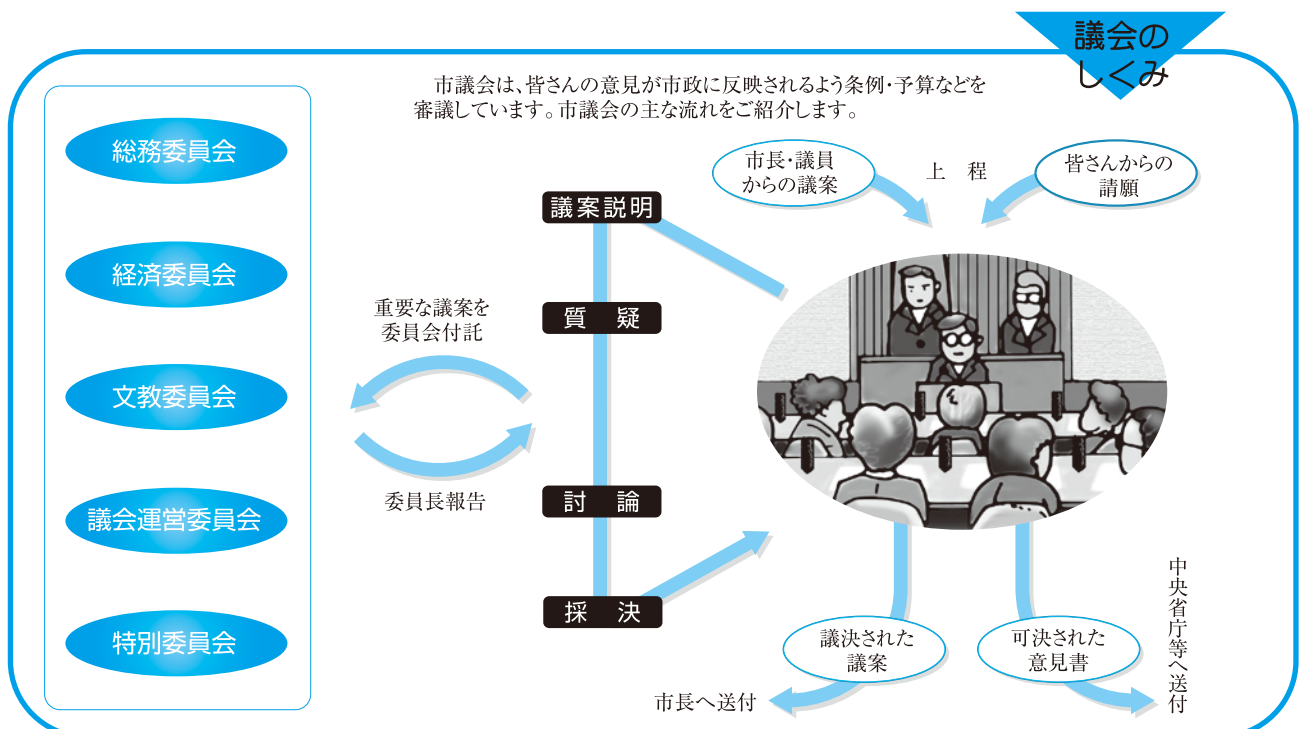 議会の
しくみ
市議会は、皆さんの意見が市政に反映されるよう条例・予算などを
審議しています。市議会の主な流れをご紹介します。
総務委員会
経済委員会
文教委員会
議会運営委員会
特別委員会
重要な議案を
委員会付託
委員長報告
議案説明
質　疑
討　論
採　決
市長・議員
からの議案
上　程
皆さんからの
請願
議決された
議案
市長へ送付
可決された
意見書
中央省庁等へ送付